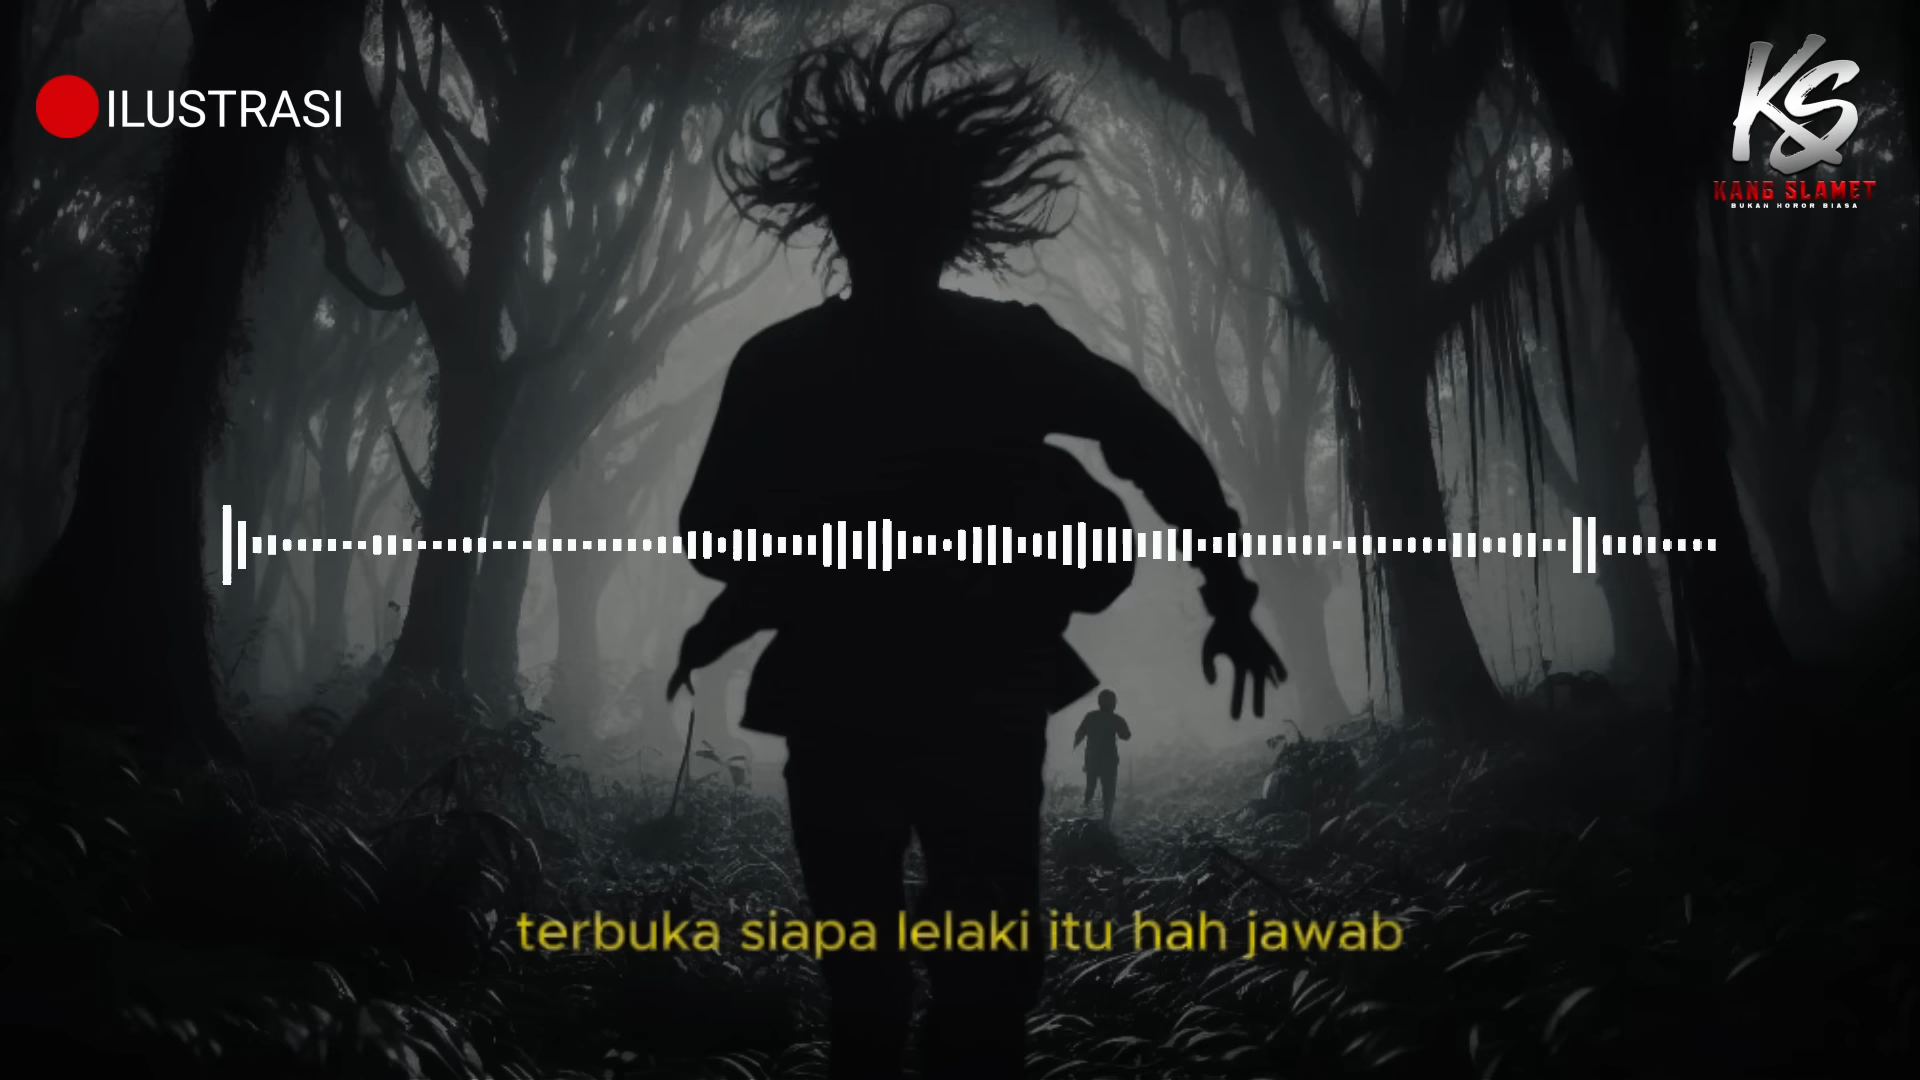 ILUSTRASI
KS
KANG SLAMET
BUKAN HOROR BIASA
terbuka siapa lelaki itu hah jawab